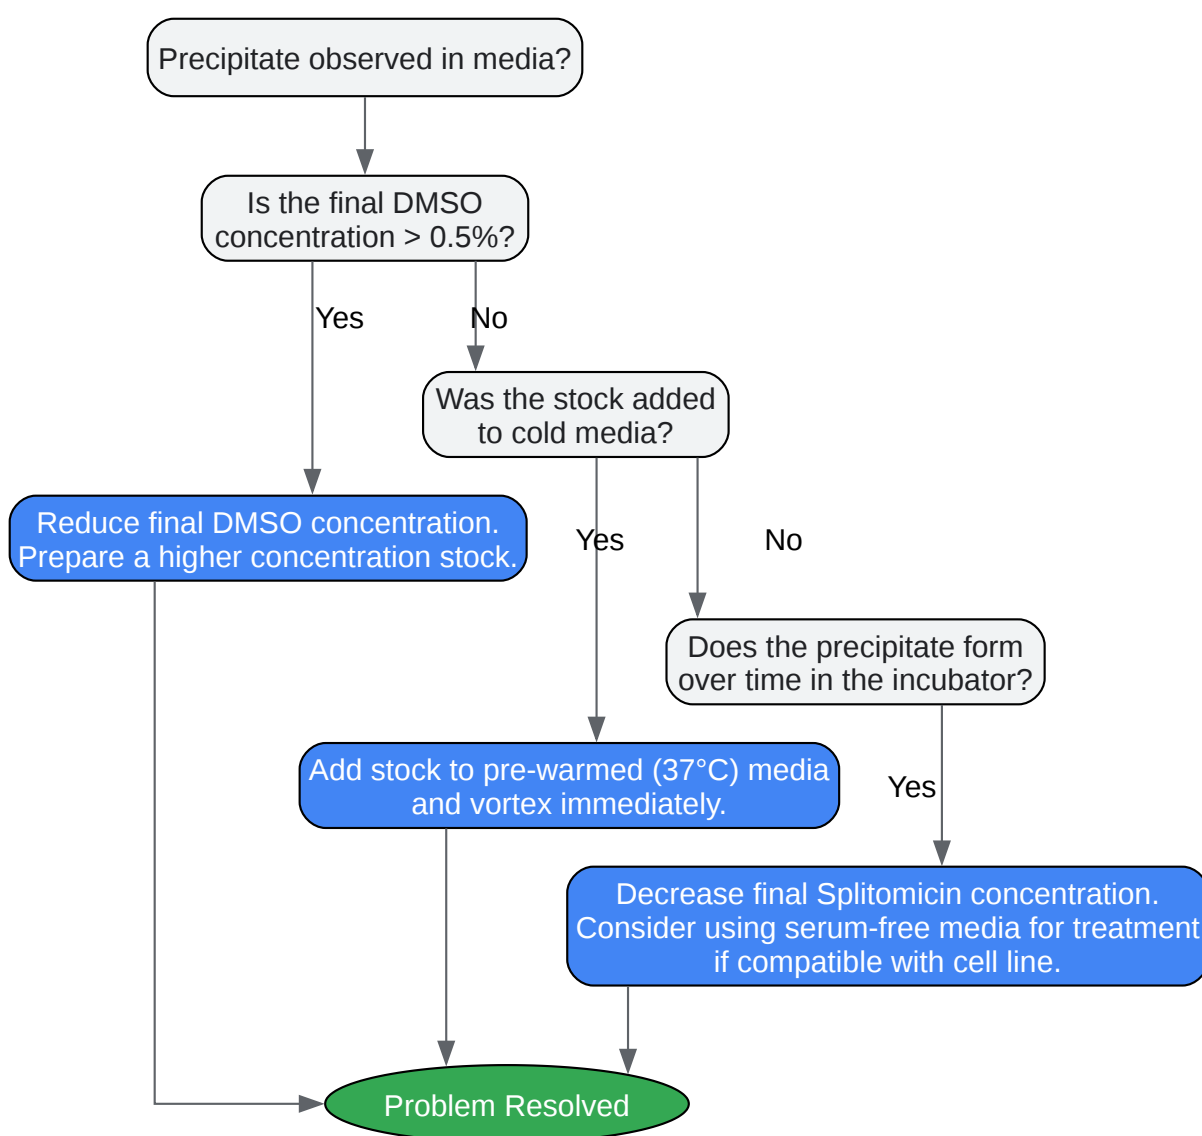 Precipitate observed in media?
Is the final DMSO
concentration > 0.5%?
Yes
No
Was the stock added
to cold media?
Reduce final DMSO concentration.
Prepare a higher concentration stock.
Yes
No
Does the precipitate form
over time in the incubator?
Add stock to pre-warmed (37°C) media
and vortex immediately.
Yes
Decrease final Splitomicin concentration.
Consider using serum-free media for treatment
if compatible with cell line.
Problem Resolved